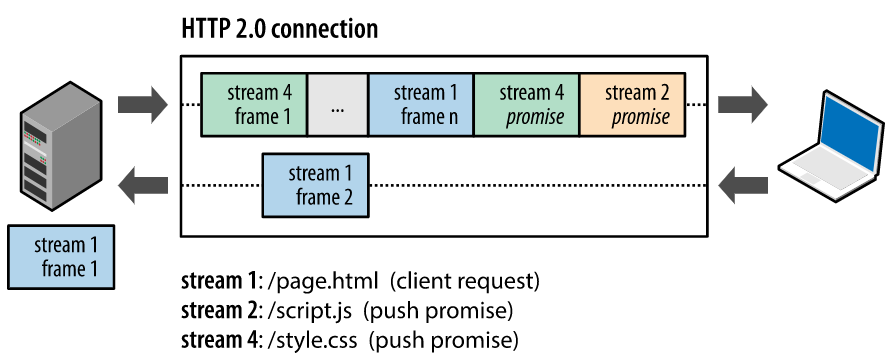 HTTP 2.0 connection
stream 4
frame 1
...
stream 1
frame n
stream 4
promise
stream 2
promise
stream 1
frame 2
stream 1
frame 1
stream 1: /page.html (client request)
stream 2: /script.js (push promise)
stream 4: /style.css (push promise)